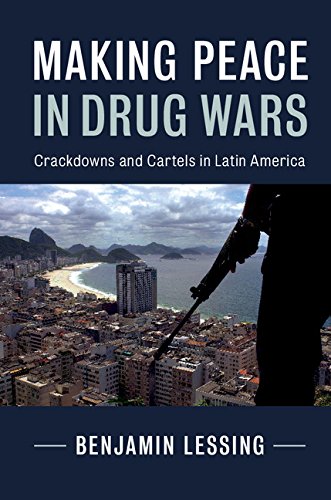 MAKING PEACE
IN DRUG WARS
Crackdowns and Cartels in Latin America
BENJAMIN LESSING